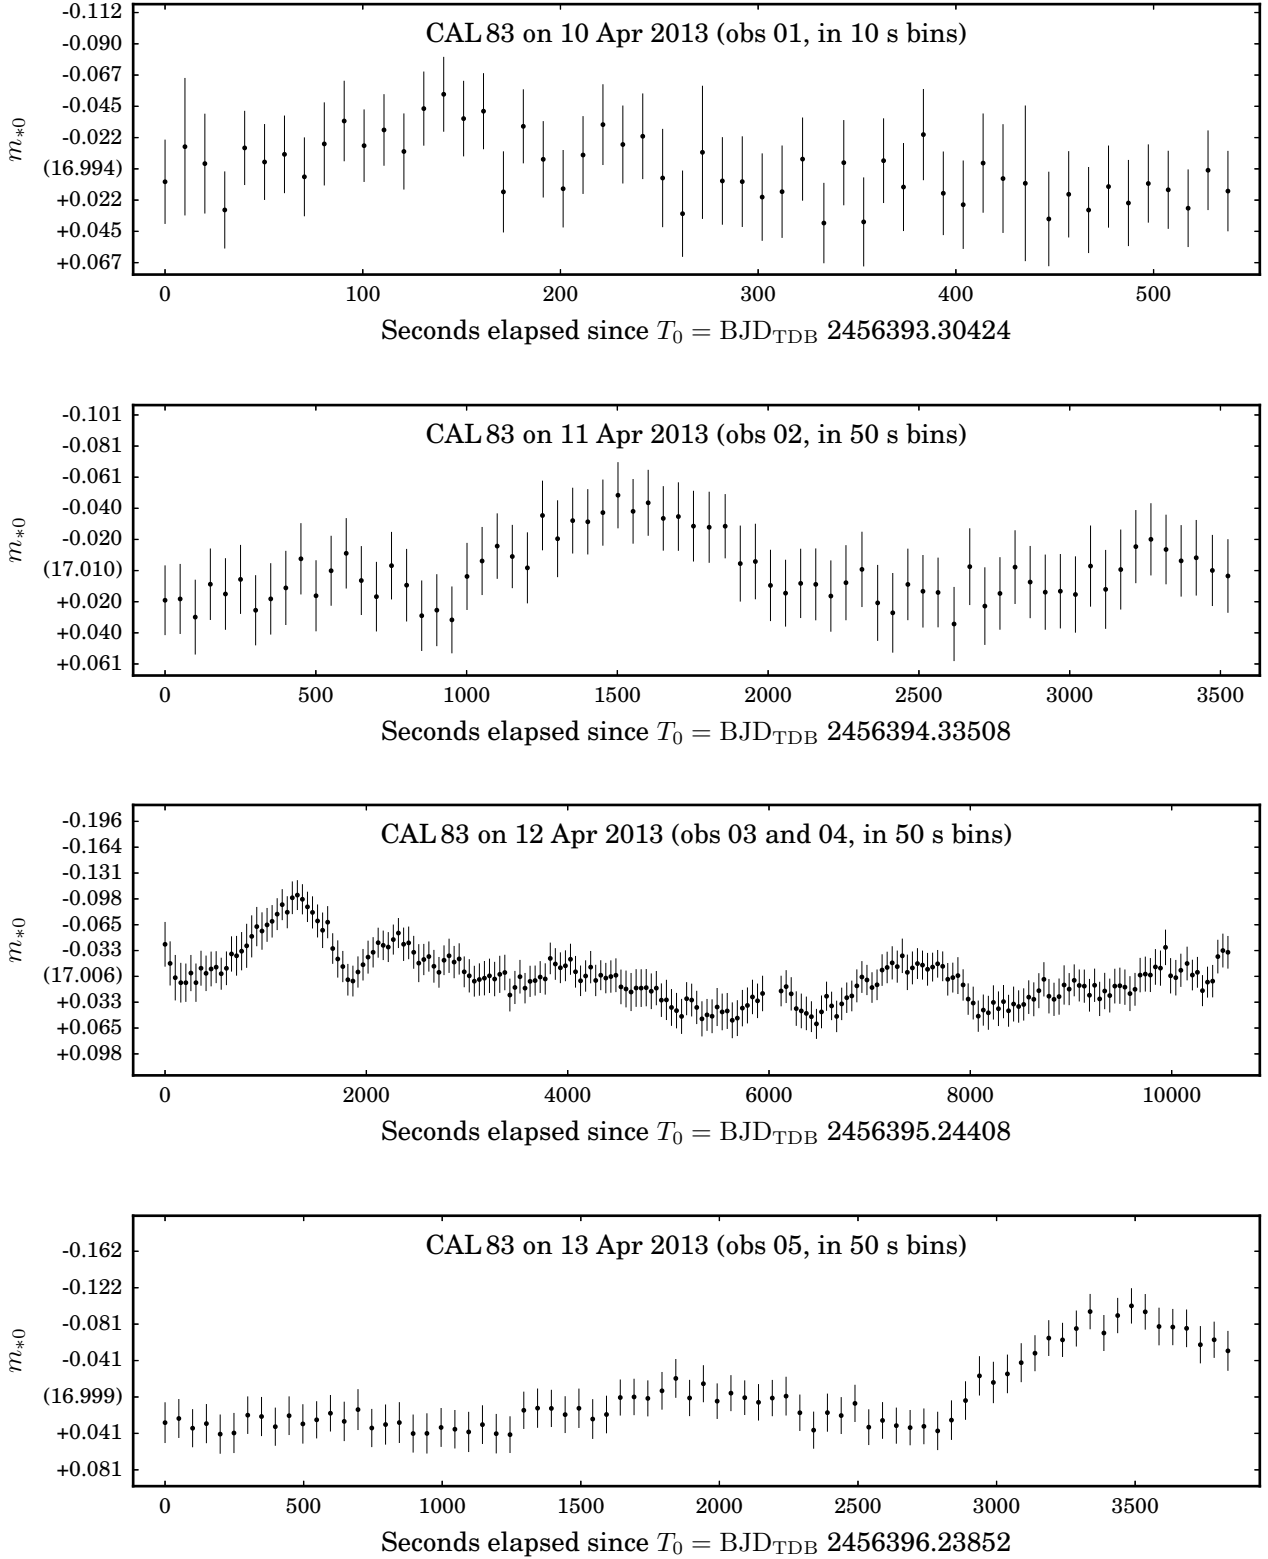 CAL 83 on 10 Apr 2013 (obs 01, in 10 s bins)
-0.112
-0.090
-0.067
-0.045
-0.022
(16.994)
+0.022
+0.045
+0.067
m*0
0 100 200 300 400 500
Seconds elapsed since T0 = BJDTDB 2456393.30424
CAL 83 on 11 Apr 2013 (obs 02, in 50 s bins)
-0.101
-0.081
-0.061
-0.040
-0.020
(17.010)
+0.020
+0.040
+0.061
m*0
0 500 1000 1500 2000 2500 3000 3500
Seconds elapsed since T0 = BJDTDB 2456394.33508
CAL 83 on 12 Apr 2013 (obs 03 and 04, in 50 s bins)
-0.196
-0.164
-0.131
-0.098
-0.065
-0.033
(17.006)
+0.033
+0.065
+0.098
m*0
0 2000 4000 6000 8000 10000
Seconds elapsed since T0 = BJDTDB 2456395.24408
CAL 83 on 13 Apr 2013 (obs 05, in 50 s bins)
-0.162
-0.122
-0.081
-0.041
(16.999)
+0.041
+0.081
m*0
0 500 1000 1500 2000 2500 3000 3500
Seconds elapsed since T0 = BJDTDB 2456396.23852